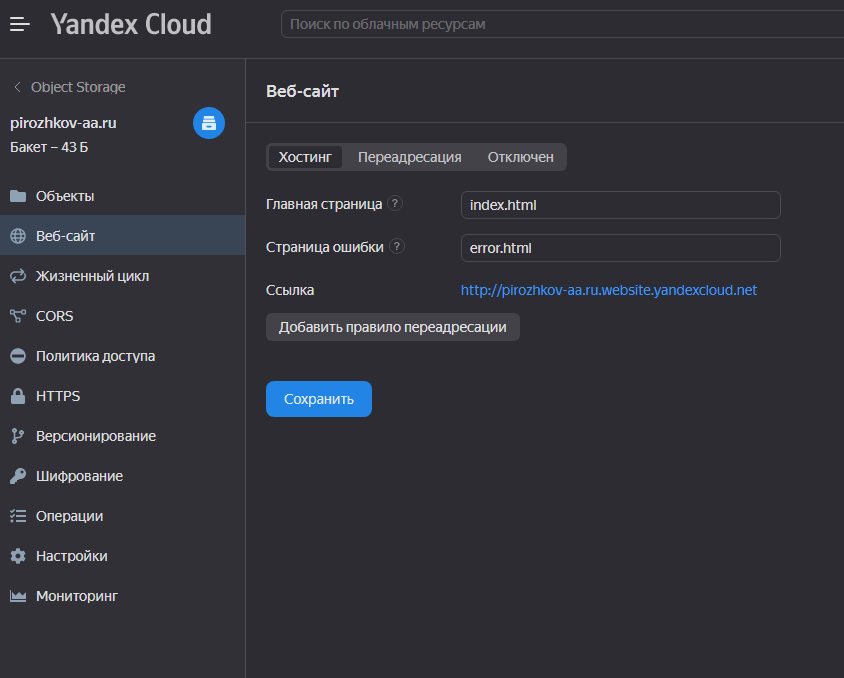 Yandex Cloud
Поиск по облачным ресурсам
Object Storage
pirozhkov-aa.ru
Бакет – 43 Б
Объекты
Веб-сайт
Жизненный цикл
CORS
Политика доступа
HTTPS
Версионирование
Шифрование
Операции
Настройки
Мониторинг
Веб-сайт
Хостинг Переадресация Отключен
Главная страница ? index.html
Страница ошибки ? error.html
Ссылка http://pirozhkov-aa.ru.website.yandexcloud.net
Добавить правило переадресации
Сохранить